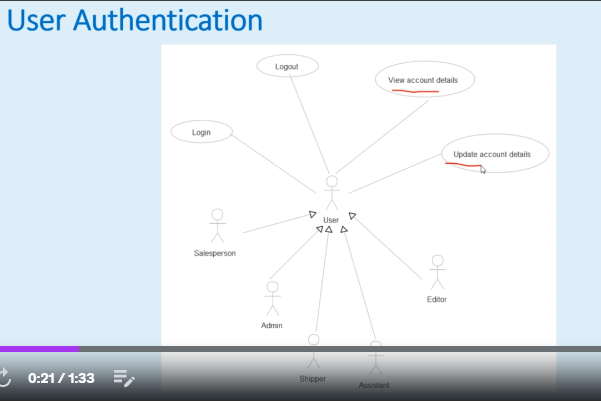 User Authentication
Logout
View account details
Login
Update account details
User
Salesperson
Editor
Admin
Shipper
Assistant
0:21 / 1:33